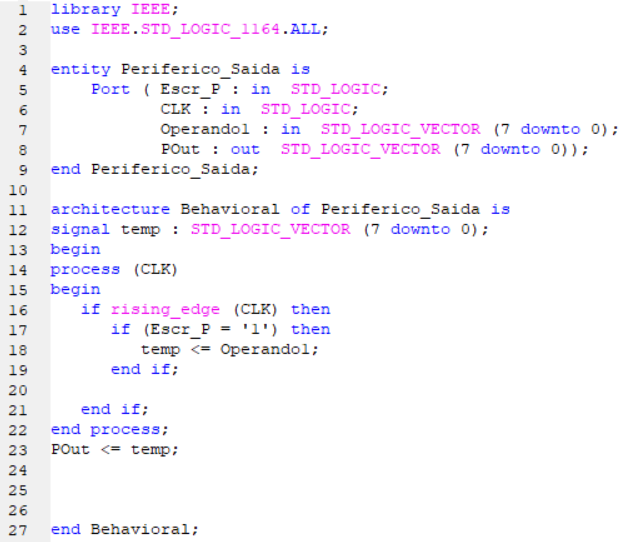 1 library IEEE;
2 use IEEE.STD_LOGIC_1164.ALL;
3
4 entity Periferico_Saida is
5     Port ( Escr_P : in  STD_LOGIC;
6            CLK : in  STD_LOGIC;
7            Operando1 : in  STD_LOGIC_VECTOR (7 downto 0);
8            POut : out  STD_LOGIC_VECTOR (7 downto 0));
9 end Periferico_Saida;
10
11 architecture Behavioral of Periferico_Saida is
12 signal temp : STD_LOGIC_VECTOR (7 downto 0);
13 begin
14 process (CLK)
15 begin
16    if rising_edge (CLK) then
17       if (Escr_P = '1') then
18          temp <= Operando1;
19       end if;
20
21    end if;
22 end process;
23 POut <= temp;
24
25
26
27 end Behavioral;